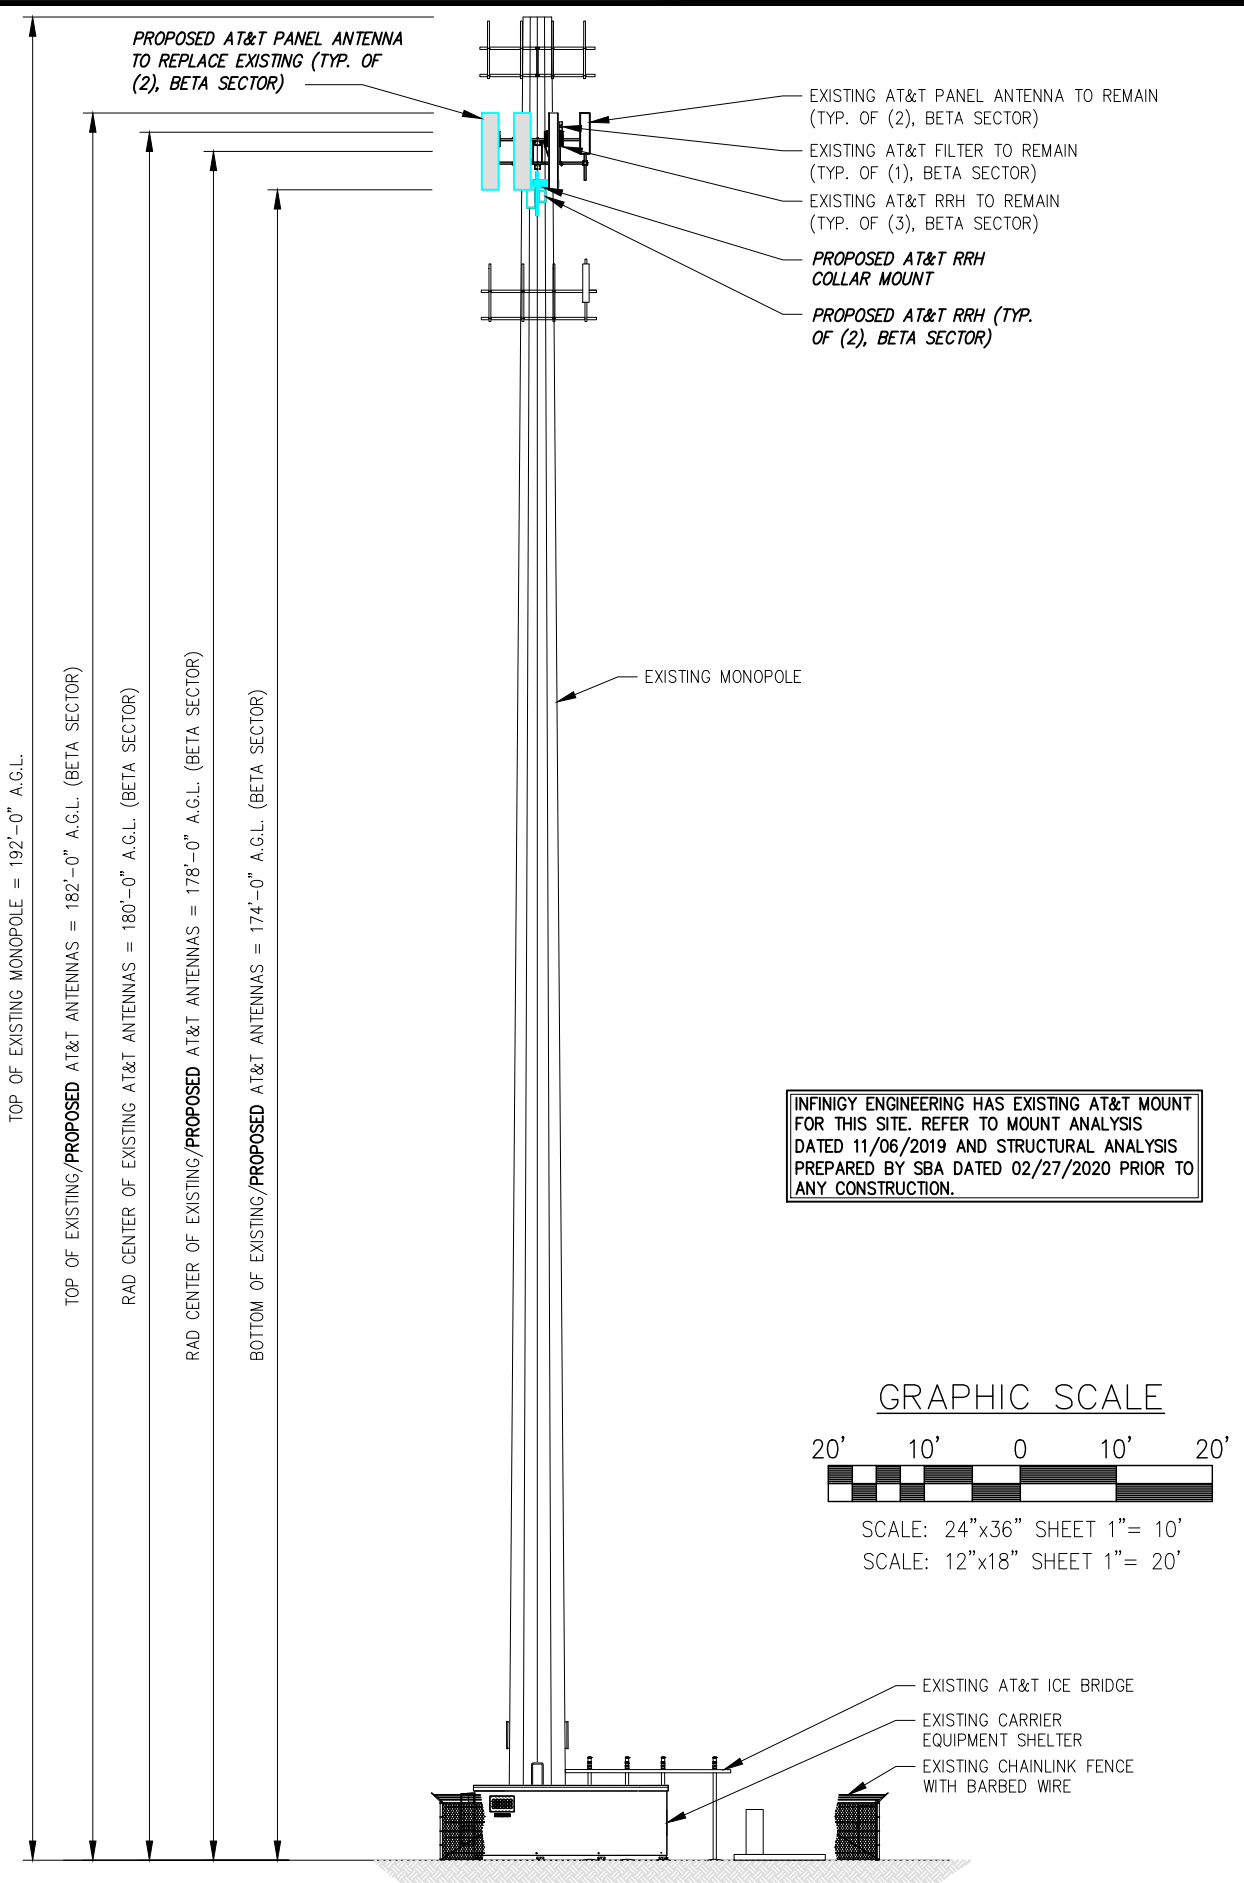 PROPOSED AT&T PANEL ANTENNA
TO REPLACE EXISTING (TYP. OF
(2), BETA SECTOR)
EXISTING AT&T PANEL ANTENNA TO REMAIN
(TYP. OF (2), BETA SECTOR)
EXISTING AT&T FILTER TO REMAIN
(TYP. OF (1), BETA SECTOR)
EXISTING AT&T RRH TO REMAIN
(TYP. OF (3), BETA SECTOR)
PROPOSED AT&T RRH
COLLAR MOUNT
PROPOSED AT&T RRH (TYP.
OF (2), BETA SECTOR)
EXISTING MONOPOLE
TOP OF EXISTING MONOPOLE = 192'-0" A.G.L.
TOP OF EXISTING/PROPOSED AT&T ANTENNAS = 182'-0" A.G.L. (BETA SECTOR)
RAD CENTER OF EXISTING AT&T ANTENNAS = 180'-0" A.G.L. (BETA SECTOR)
RAD CENTER OF EXISTING/PROPOSED AT&T ANTENNAS = 178'-0" A.G.L. (BETA SECTOR)
BOTTOM OF EXISTING/PROPOSED AT&T ANTENNAS = 174'-0" A.G.L. (BETA SECTOR)
INFINIGY ENGINEERING HAS EXISTING AT&T MOUNT
FOR THIS SITE. REFER TO MOUNT ANALYSIS
DATED 11/06/2019 AND STRUCTURAL ANALYSIS
PREPARED BY SBA DATED 02/27/2020 PRIOR TO
ANY CONSTRUCTION.
GRAPHIC SCALE
20' 10' 0 10' 20'
SCALE: 24"x36" SHEET 1"= 10'
SCALE: 12"x18" SHEET 1"= 20'
EXISTING AT&T ICE BRIDGE
EXISTING CARRIER
EQUIPMENT SHELTER
EXISTING CHAINLINK FENCE
WITH BARBED WIRE